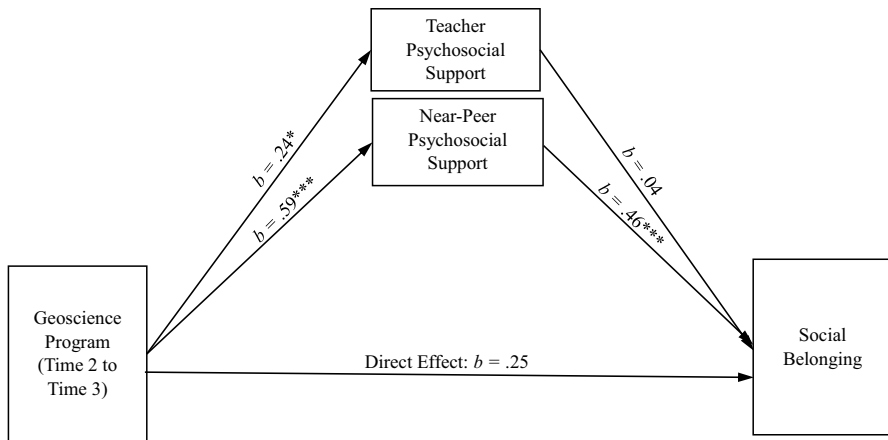 Teacher
Psychosocial
Support
Near-Peer
Psychosocial
Support
b = .24*
b = .59***
b = .04
b = .46***
Geoscience
Program
(Time 2 to
Time 3)
Direct Effect: b = .25
Social
Belonging